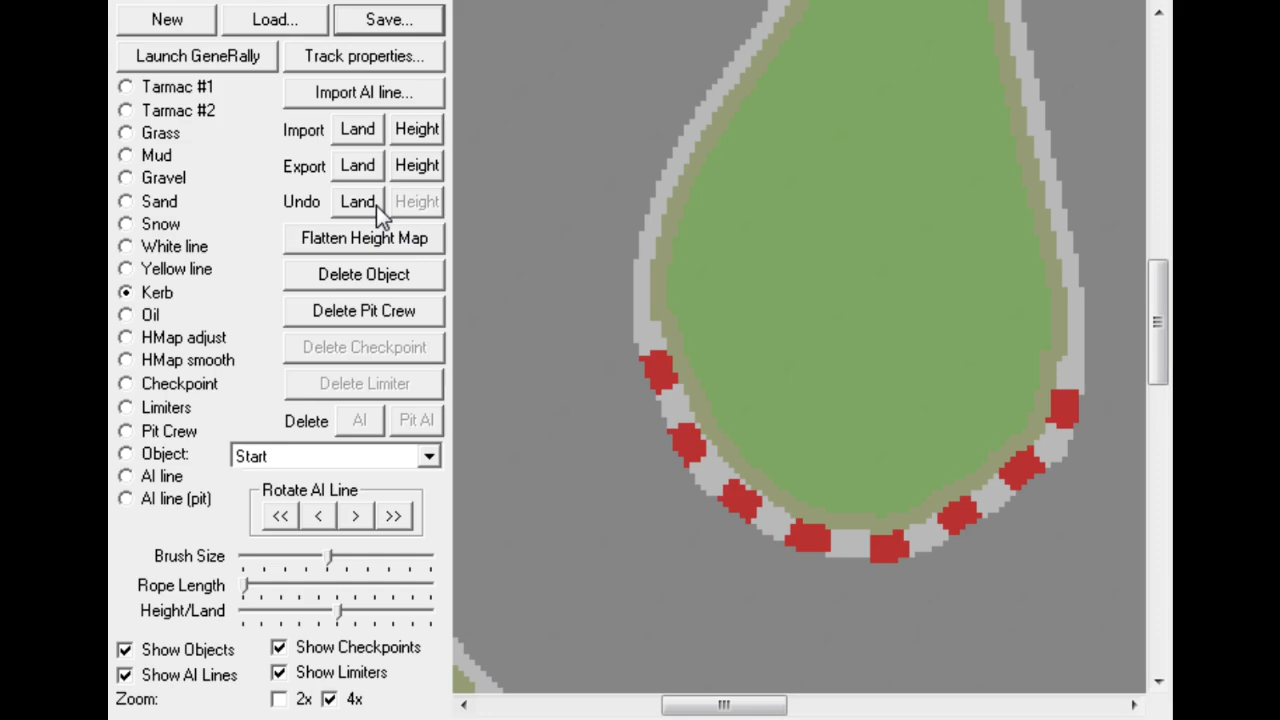 New Load... Save...
Launch GeneRally Track properties...
Tarmac #1 Import AI line...
Tarmac #2 Import Land Height
Grass
Mud Export Land Height
Gravel
Sand Undo Land Height
Snow
White line Flatten Height Map
Yellow line Delete Object
Kerb
Oil Delete Pit Crew
HMap adjust Delete Checkpoint
HMap smooth
Checkpoint Delete Limiter
Limiters
Pit Crew Delete AI Pit AI
Object: Start
AI line
AI line (pit) Rotate AI Line
<< < > >>
Brush Size
Rope Length
Height/Land
Show Objects Show Checkpoints
Show AI Lines Show Limiters
Zoom: 2x 4x